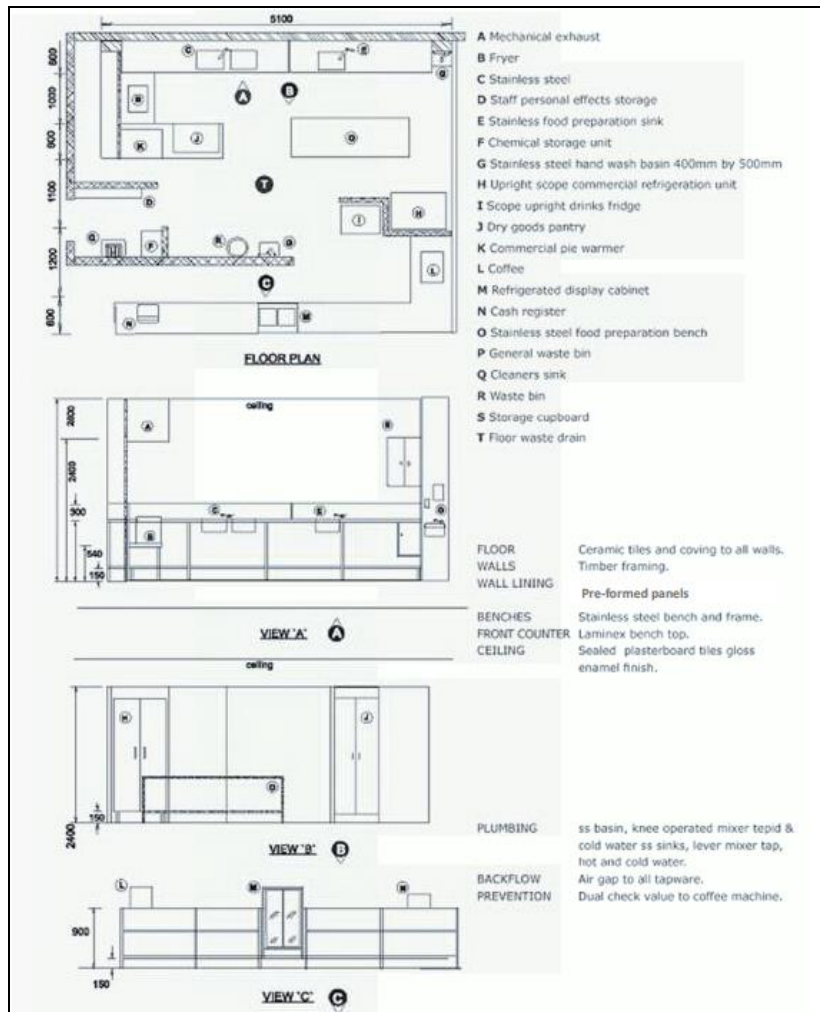 5100
A Mechanical exhaust
B Fryer
C Stainless steel
D Staff personal effects storage
E Stainless food preparation sink
F Chemical storage unit
G Stainless steel hand wash basin 400mm by 500mm
H Upright scope commercial refrigeration unit
I Scope upright drinks fridge
J Dry goods pantry
K Commercial pie warmer
L Coffee
M Refrigerated display cabinet
N Cash register
O Stainless steel food preparation bench
P General waste bin
Q Cleaners sink
R Waste bin
S Storage cupboard
T Floor waste drain
1000
1100
1200
600
C
A
B
K
J
O
T
D
F
R
I
H
L
C
N
M
FLOOR PLAN
ceiling
2400
540
150
A
C
E
B
VIEW 'A' A
FLOOR Ceramic tiles and coving to all walls.
WALLS Timber framing.
WALL LINING
Pre-formed panels
BENCHES Stainless steel bench and frame.
FRONT COUNTER Laminex bench top.
CEILING Sealed plasterboard tiles gloss
enamel finish.
ceiling
H
J
O
150
2400
VIEW 'B' B
PLUMBING ss basin, knee operated mixer tepid &
cold water ss sinks, lever mixer tap,
hot and cold water.
BACKFLOW Air gap to all tapware.
PREVENTION Dual check value to coffee machine.
L
M
N
900
150
VIEW 'C' C